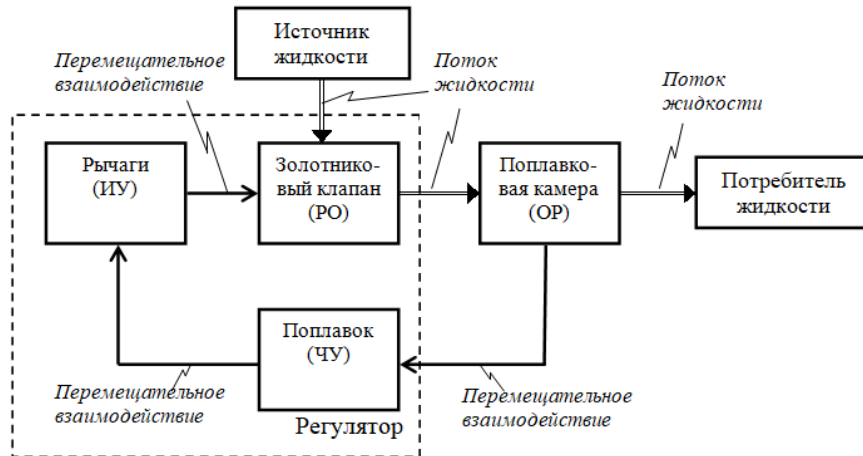 Источник
жидкости
Перемещательное
взаимодействие
Поток
жидкости
Поток
жидкости
Рычаги
(ИУ)
Золотнико-
вый клапан
(РО)
Поплавко-
вая камера
(ОР)
Потребитель
жидкости
Поплавок
(ЧУ)
Перемещательное
взаимодействие
Перемещательное
взаимодействие
Регулятор